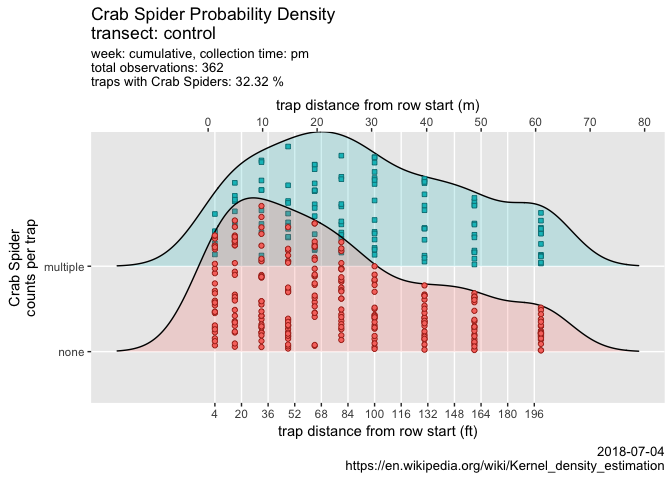 Crab Spider Probability Density
transect: control
week: cumulative, collection time: pm
total observations: 362
traps with Crab Spiders: 32.32 %
trap distance from row start (m)
0 10 20 30 40 50 60 70 80
Crab Spider
counts per trap
multiple
none
4 20 36 52 68 84 100 116 132 148 164 180 196
trap distance from row start (ft)
2018-07-04
https://en.wikipedia.org/wiki/Kernel_density_estimation